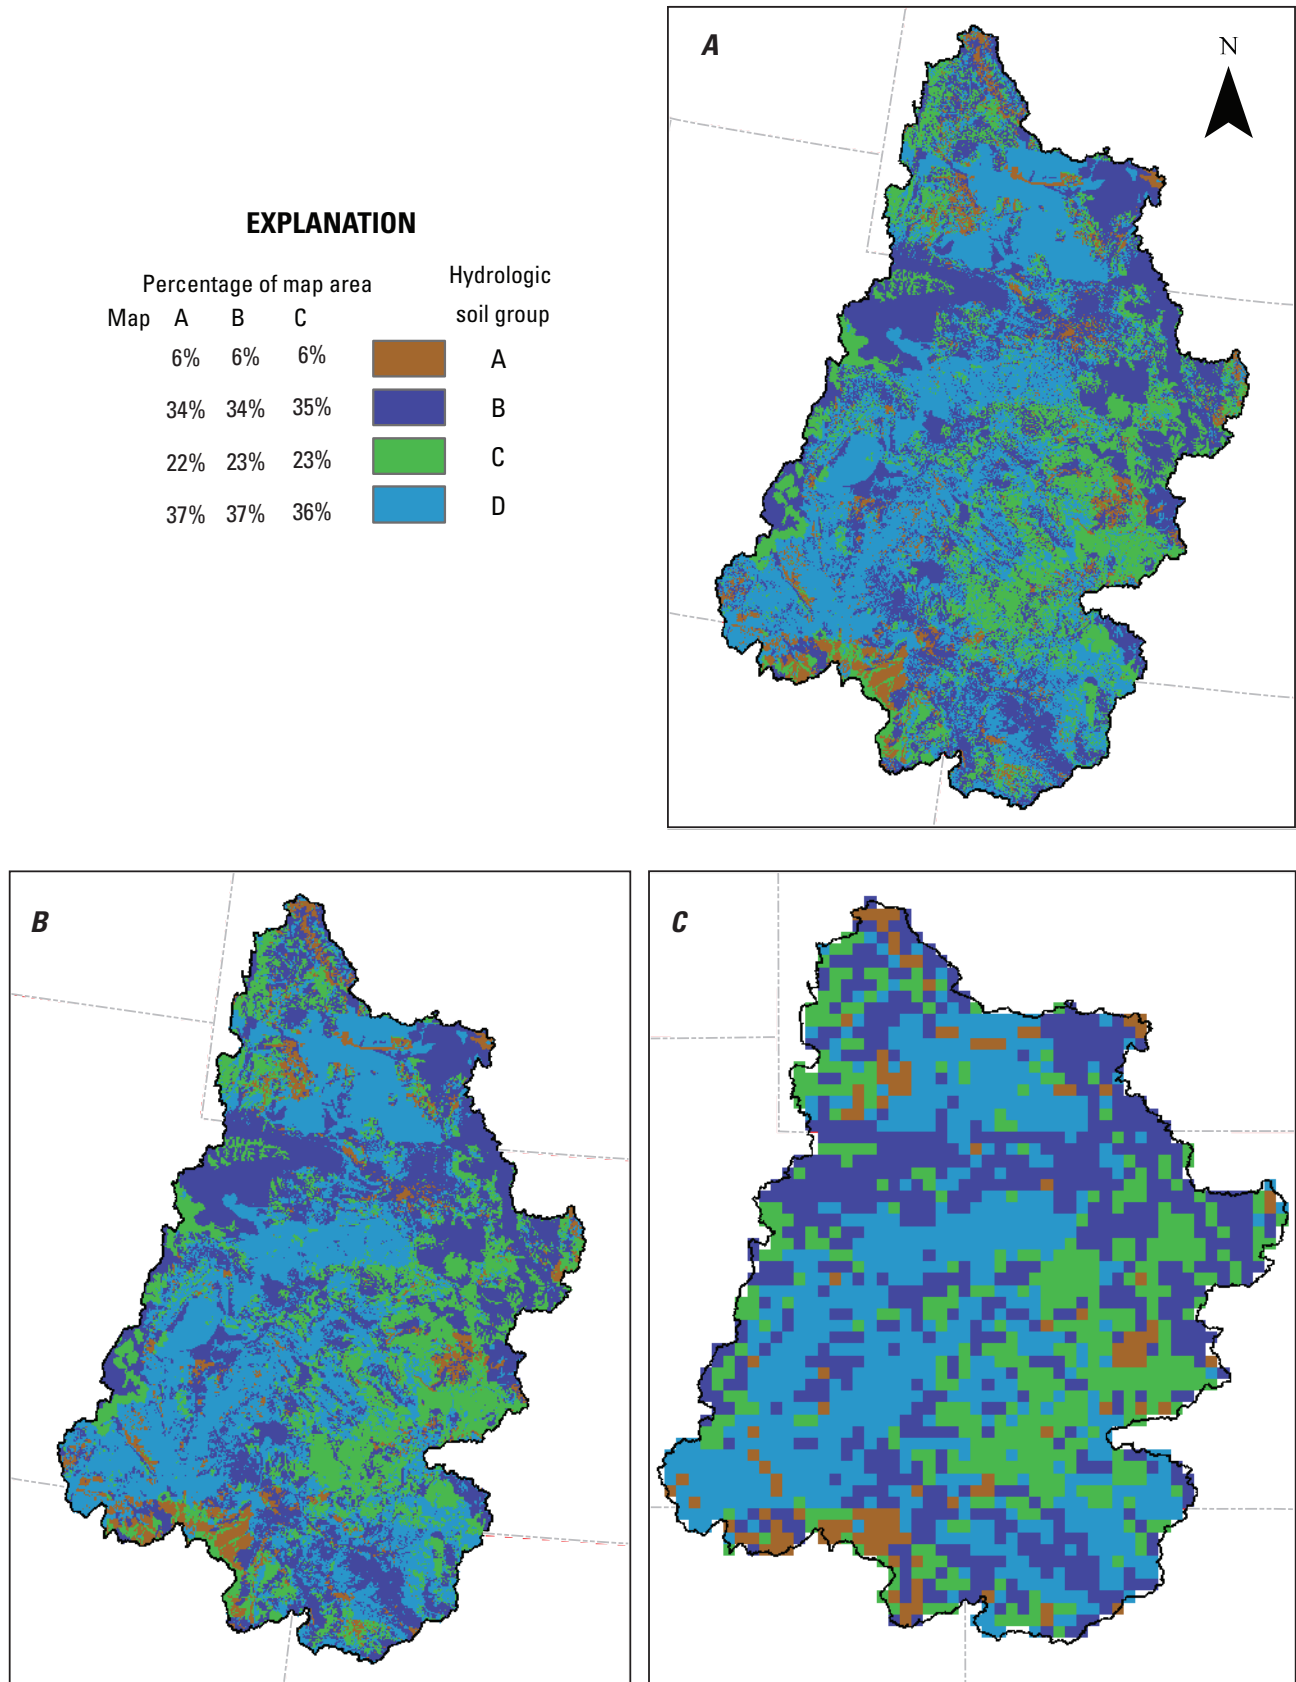 A
N
EXPLANATION
Percentage of map area
Hydrologic
soil group
Map A B C
6% 6% 6% A
34% 34% 35% B
22% 23% 23% C
37% 37% 36% D
B
C